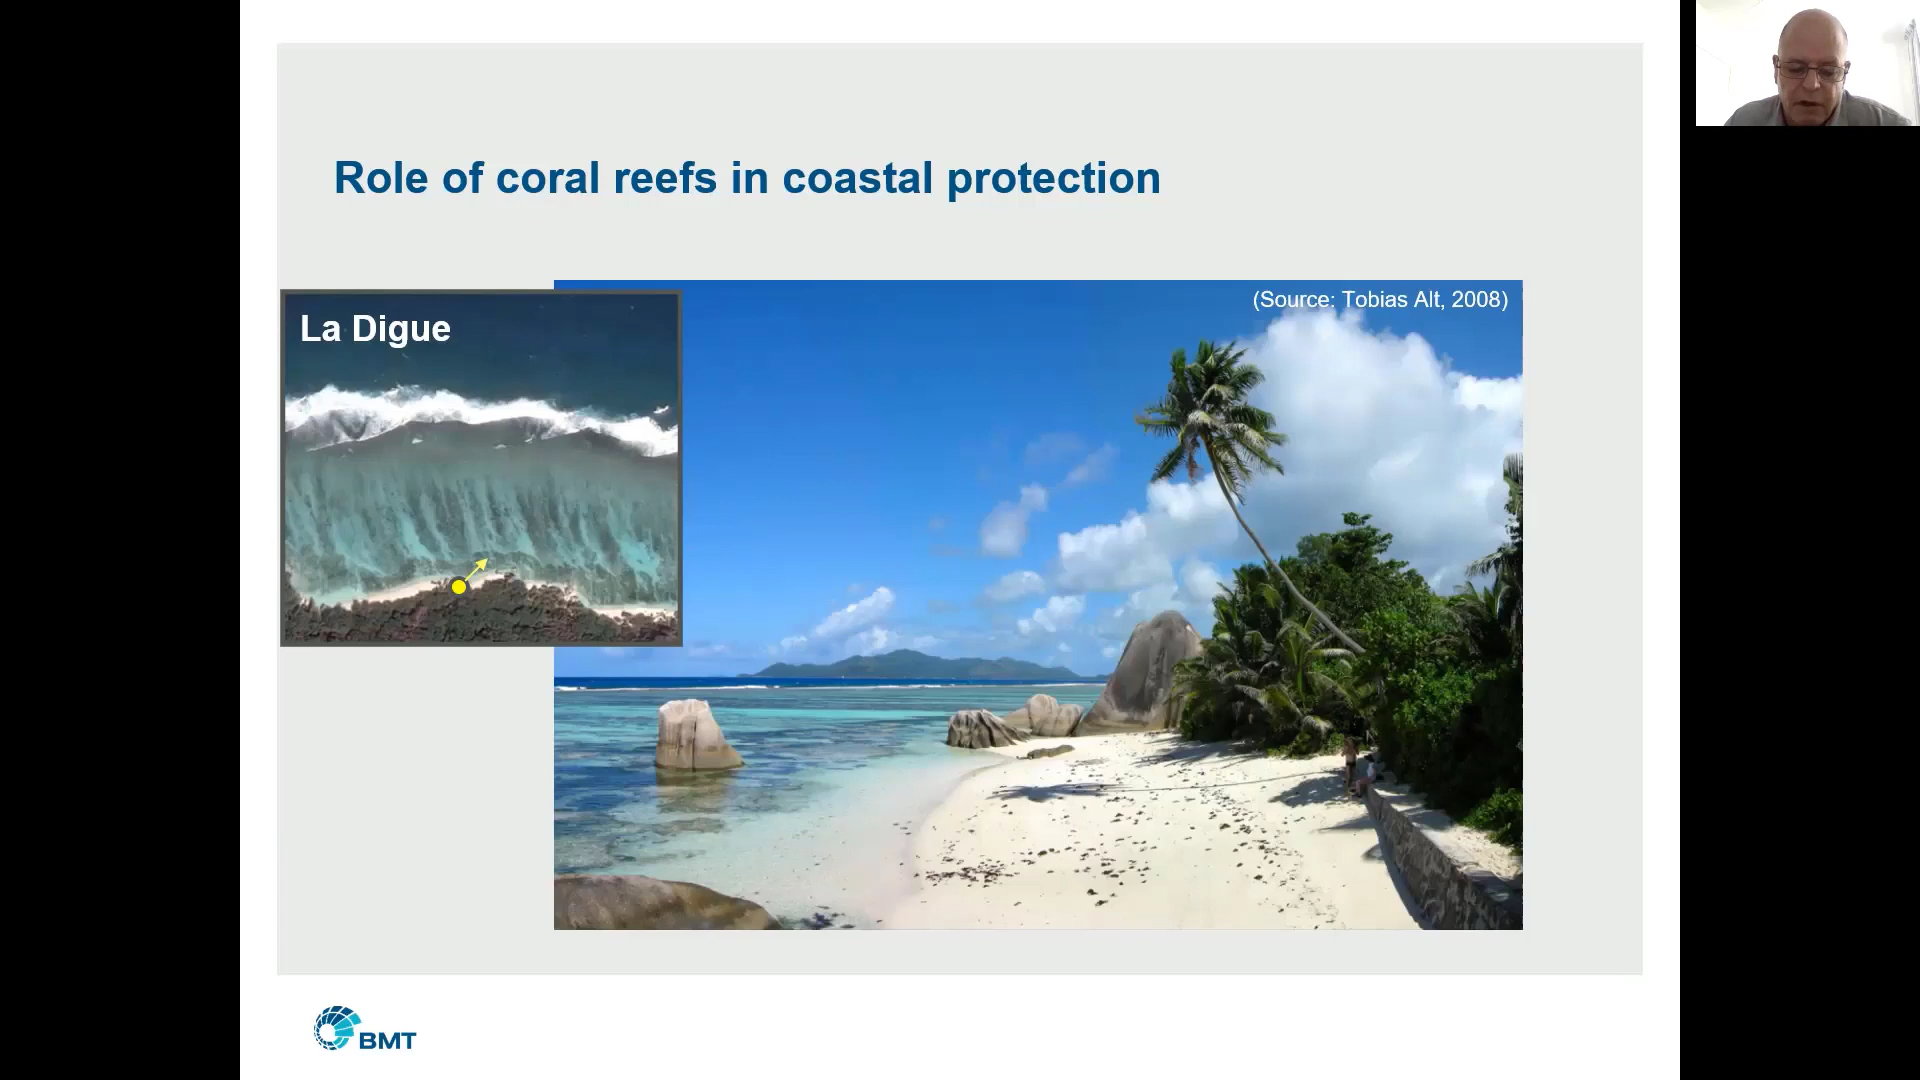 Role of coral reefs in coastal protection
(Source: Tobias Alt, 2008)
La Digue
BMT